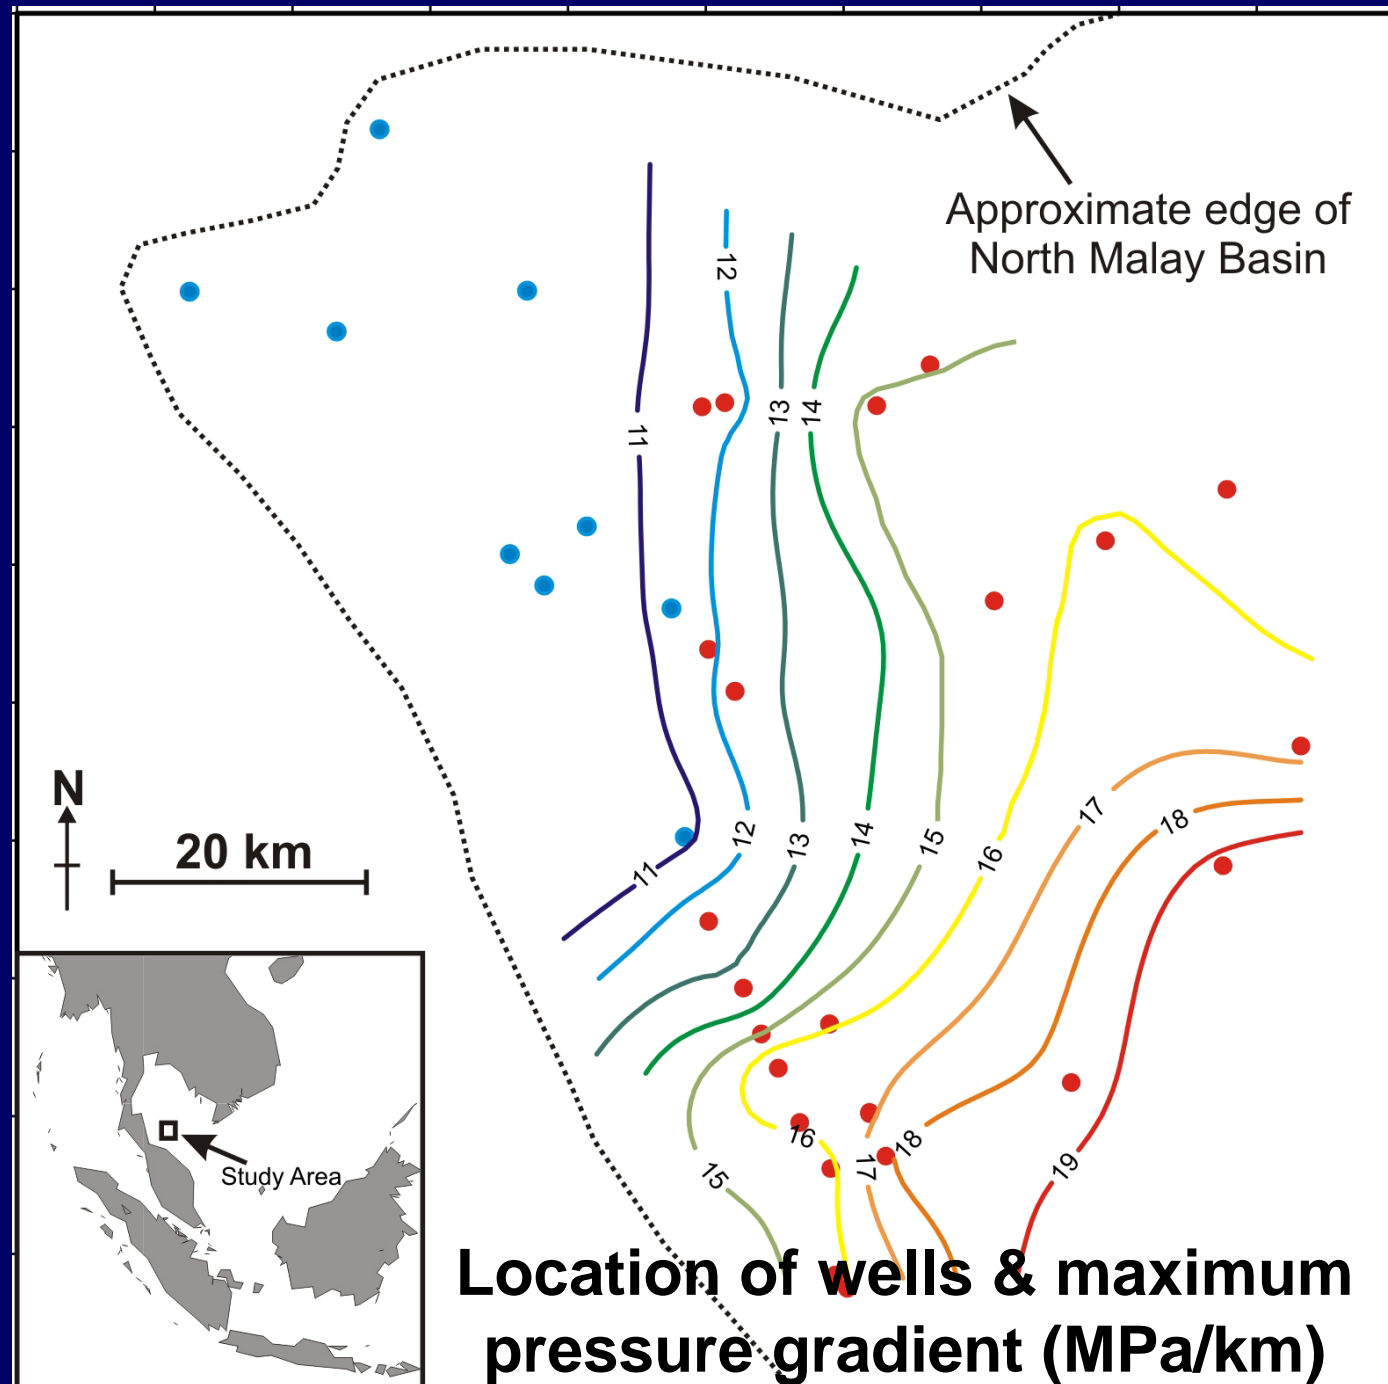 Approximate edge of
North Malay Basin
12
13
14
11
N
20 km
11
12
13
14
15
16
17
18
16
15
17
18
19
Study Area
Location of wells & maximum
pressure gradient (MPa/km)